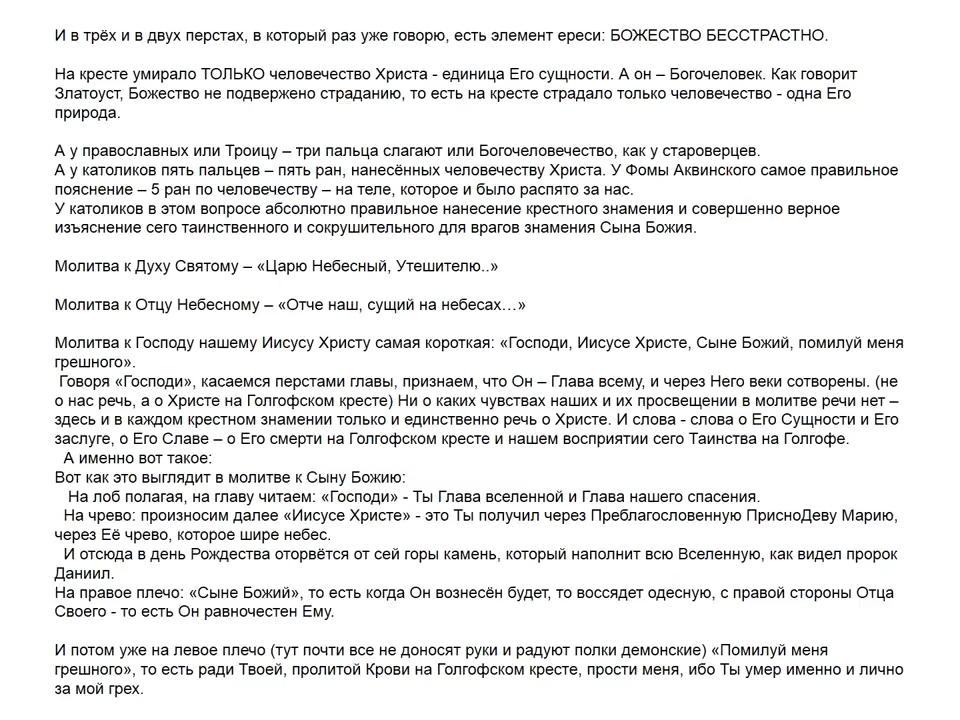 И в трёх и в двух перстах, в который раз уже говорю, есть элемент ереси: БОЖЕСТВО БЕССТРАСТНО.
На кресте умирало ТОЛЬКО человечество Христа - единица Его сущности. А он – Богочеловек. Как говорит
Златоуст, Божество не подвержено страданию, то есть на кресте страдало только человечество - одна Его
природа.
А у православных или Троицу – три пальца слагают или Богочеловечество, как у староверцев.
А у католиков пять пальцев – пять ран, нанесённых человечеству Христа. У Фомы Аквинского самое правильное
пояснение – 5 ран по человечеству – на теле, которое и было распято за нас.
У католиков в этом вопросе абсолютно правильное нанесение крестного знамения и совершенно верное
изъяснение сего таинственного и сокрушительного для врагов знамения Сына Божия.
Молитва к Духу Святому – «Царю Небесный, Утешителю..»
Молитва к Отцу Небесному – «Отче наш, сущий на небесах…»
Молитва к Господу нашему Иисусу Христу самая короткая: «Господи, Иисусе Христе, Сыне Божий, помилуй меня
грешного».
Говоря «Господи», касаемся перстами главы, признаем, что Он – Глава всему, и через Него веки сотворены. (не
о нас речь, а о Христе на Голгофском кресте) Ни о каких чувствах наших и их просвещении в молитве речи нет –
здесь и в каждом крестном знамении только и единственно речь о Христе. И слова - слова о Его Сущности и Его
заслуге, о Его Славе – о Его смерти на Голгофском кресте и нашем восприятии сего Таинства на Голгофе.
А именно вот такое:
Вот как это выглядит в молитве к Сыну Божию:
На лоб полагая, на главу читаем: «Господи» - Ты Глава вселенной и Глава нашего спасения.
На чрево: произносим далее «Иисусе Христе» - это Ты получил через Преблагословенную ПрисноДеву Марию,
через Её чрево, которое шире небес.
И отсюда в день Рождества оторвётся от сей горы камень, который наполнит всю Вселенную, как видел пророк
Даниил.
На правое плечо: «Сыне Божий», то есть когда Он вознесён будет, то воссядет одесную, с правой стороны Отца
Своего - то есть Он равночестен Ему.
И потом уже на левое плечо (тут почти все не доносят руки и радуют полки демонские) «Помилуй меня
грешного», то есть ради Твоей, пролитой Крови на Голгофском кресте, прости меня, ибо Ты умер именно и лично
за мой грех.